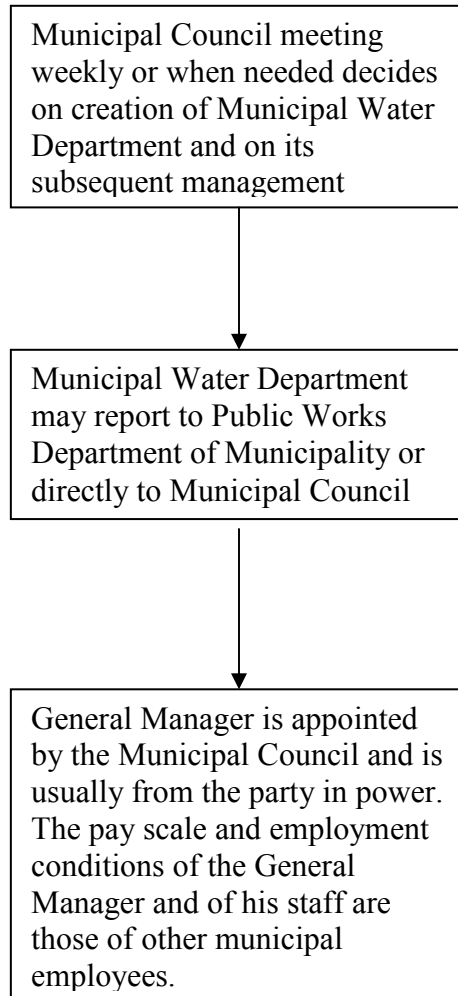 Municipal Council meeting
weekly or when needed decides
on creation of Municipal Water
Department and on its
subsequent management
Municipal Water Department
may report to Public Works
Department of Municipality or
directly to Municipal Council
General Manager is appointed
by the Municipal Council and is
usually from the party in power.
The pay scale and employment
conditions of the General
Manager and of his staff are
those of other municipal
employees.